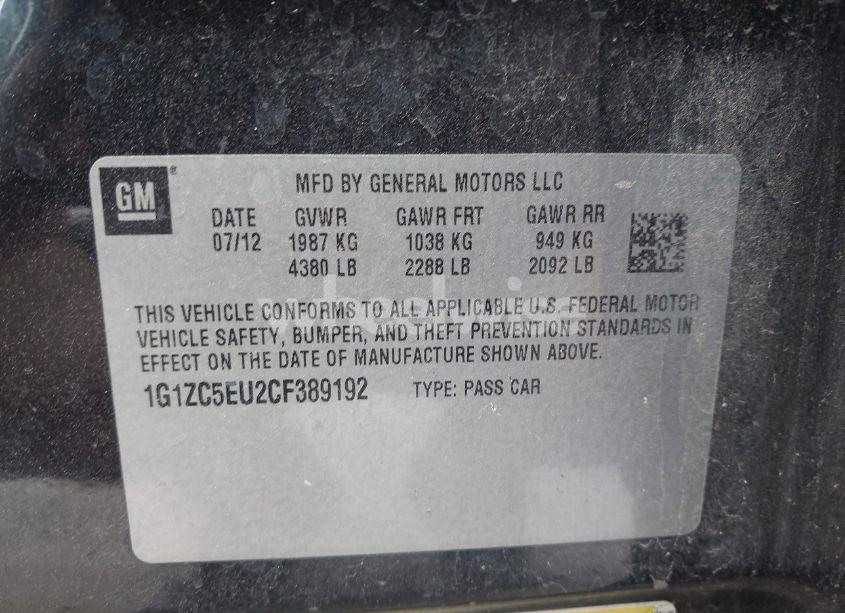 GM
MFD BY GENERAL MOTORS LLC
DATE GVWR GAWR FRT GAWR RR
07/12 1987 KG 1038 KG 949 KG
4380 LB 2288 LB 2092 LB
THIS VEHICLE CONFORMS TO ALL APPLICABLE U.S. FEDERAL MOTOR
VEHICLE SAFETY, BUMPER, AND THEFT PREVENTION STANDARDS IN
EFFECT ON THE DATE OF MANUFACTURE SHOWN ABOVE.
1G1ZC5EU2CF389192 TYPE: PASS CAR